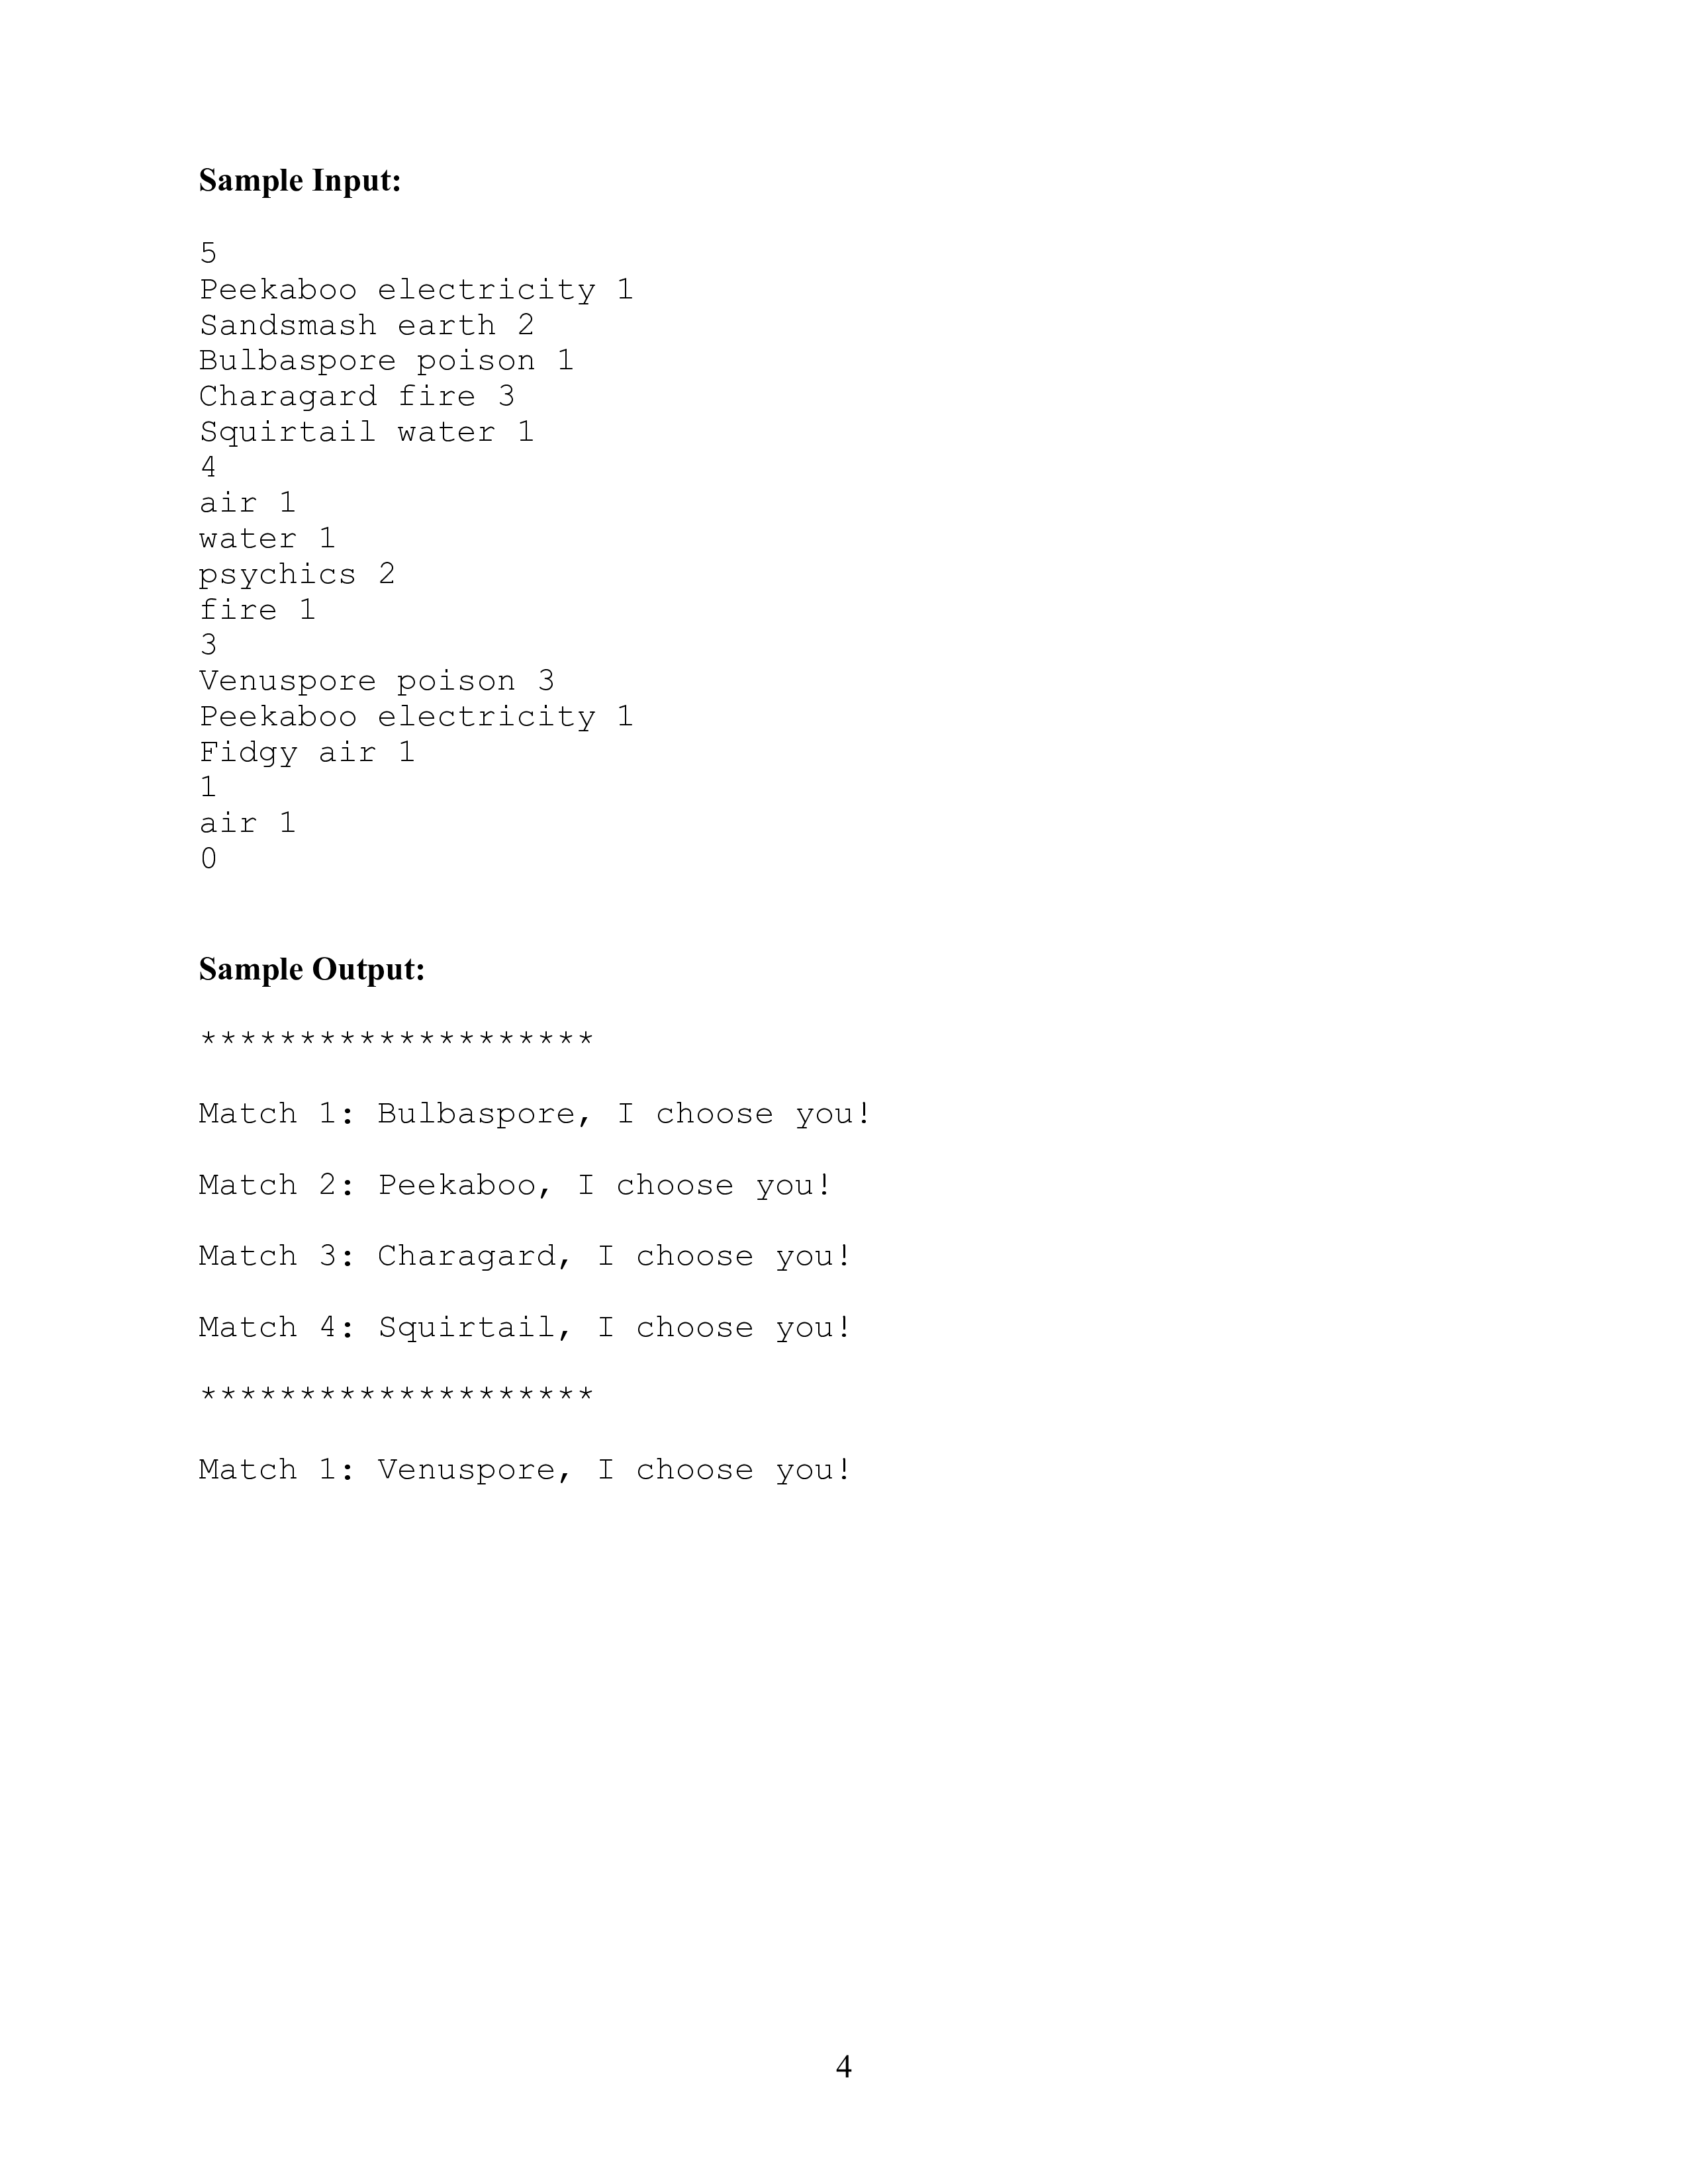 Sample Input:
5
Peekaboo electricity 1
Sandsmash earth 2
Bulbaspore poison 1
Charagard fire 3
Squirtail water 1
4
air 1
water 1
psychics 2
fire 1
3
Venuspore poison 3
Peekaboo electricity 1
Fidgy air 1
1
air 1
0
Sample Output:
********************
Match 1: Bulbaspore, I choose you!
Match 2: Peekaboo, I choose you!
Match 3: Charagard, I choose you!
Match 4: Squirtail, I choose you!
********************
Match 1: Venuspore, I choose you!
4